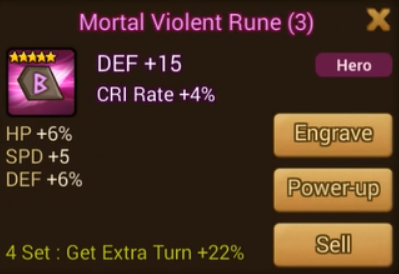 Mortal Violent Rune (3)
DEF +15
Hero
CRI Rate +4%
HP +6%
SPD +5
DEF +6%
Engrave
Power-up
Sell
4 Set : Get Extra Turn +22%